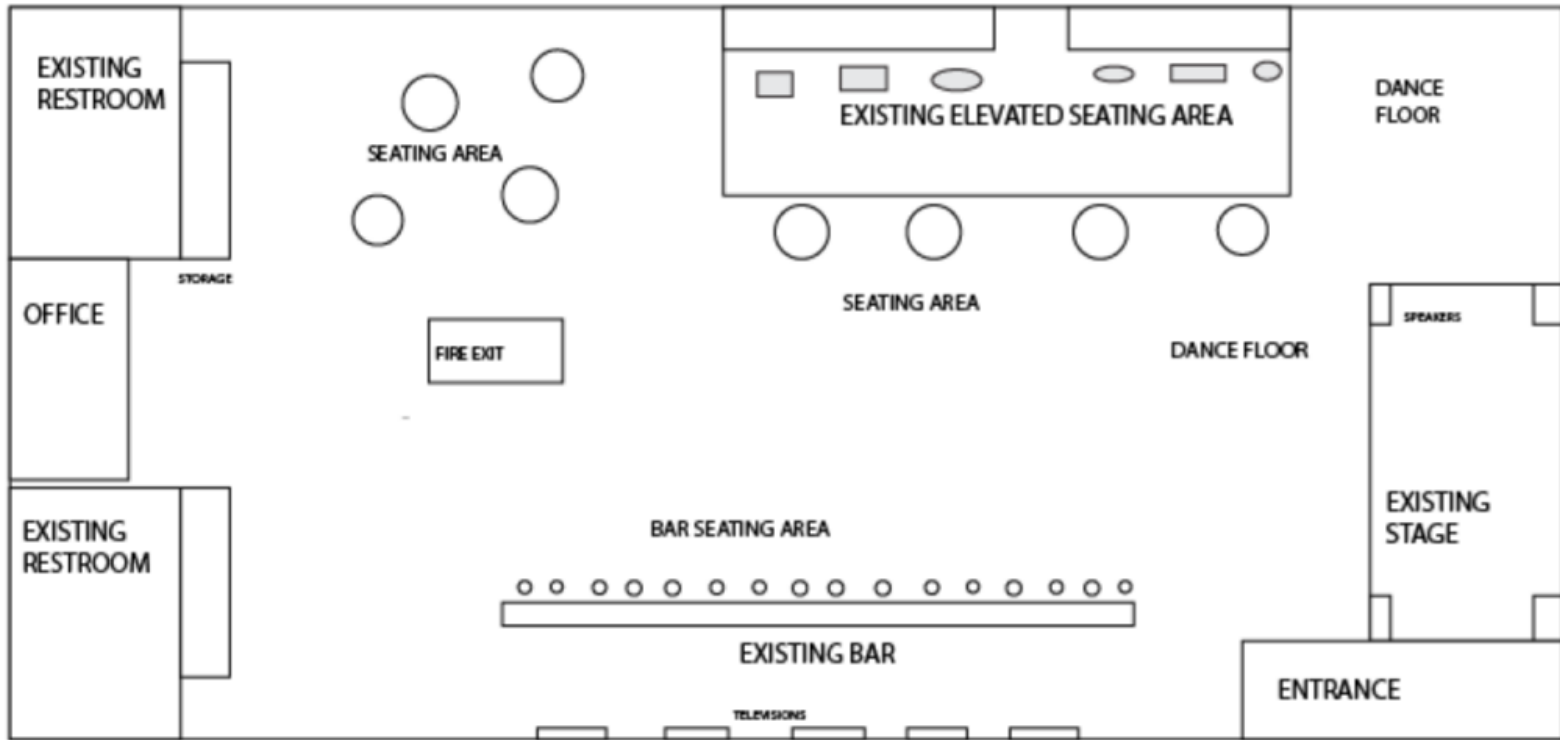 EXISTING
RESTROOM
SEATING AREA
EXISTING ELEVATED SEATING AREA
DANCE
FLOOR
STORAGE
OFFICE
FIRE EXIT
SEATING AREA
DANCE FLOOR
SPEAKERS
EXISTING
RESTROOM
BAR SEATING AREA
EXISTING
STAGE
EXISTING BAR
TELEVISIONS
ENTRANCE